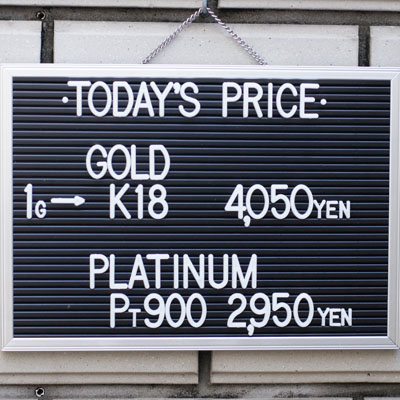 ·TODAY'S PRICE·
GOLD
1G→ K18 4,050YEN
PLATINUM
PT900 2,950YEN